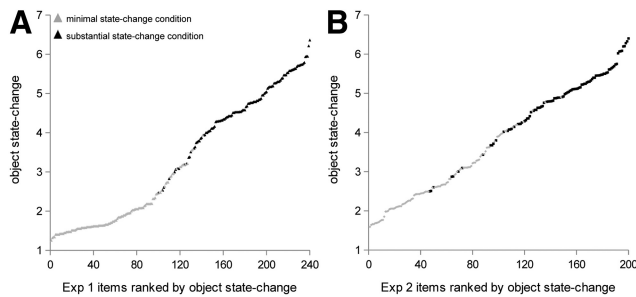 A
B
minimal state-change condition
substantial state-change condition
object state-change
7
6
5
4
3
2
1
0 40 80 120 160 200 240
Exp 1 items ranked by object state-change
object state-change
7
6
5
4
3
2
1
0 40 80 120 160 200
Exp 2 items ranked by object state-change